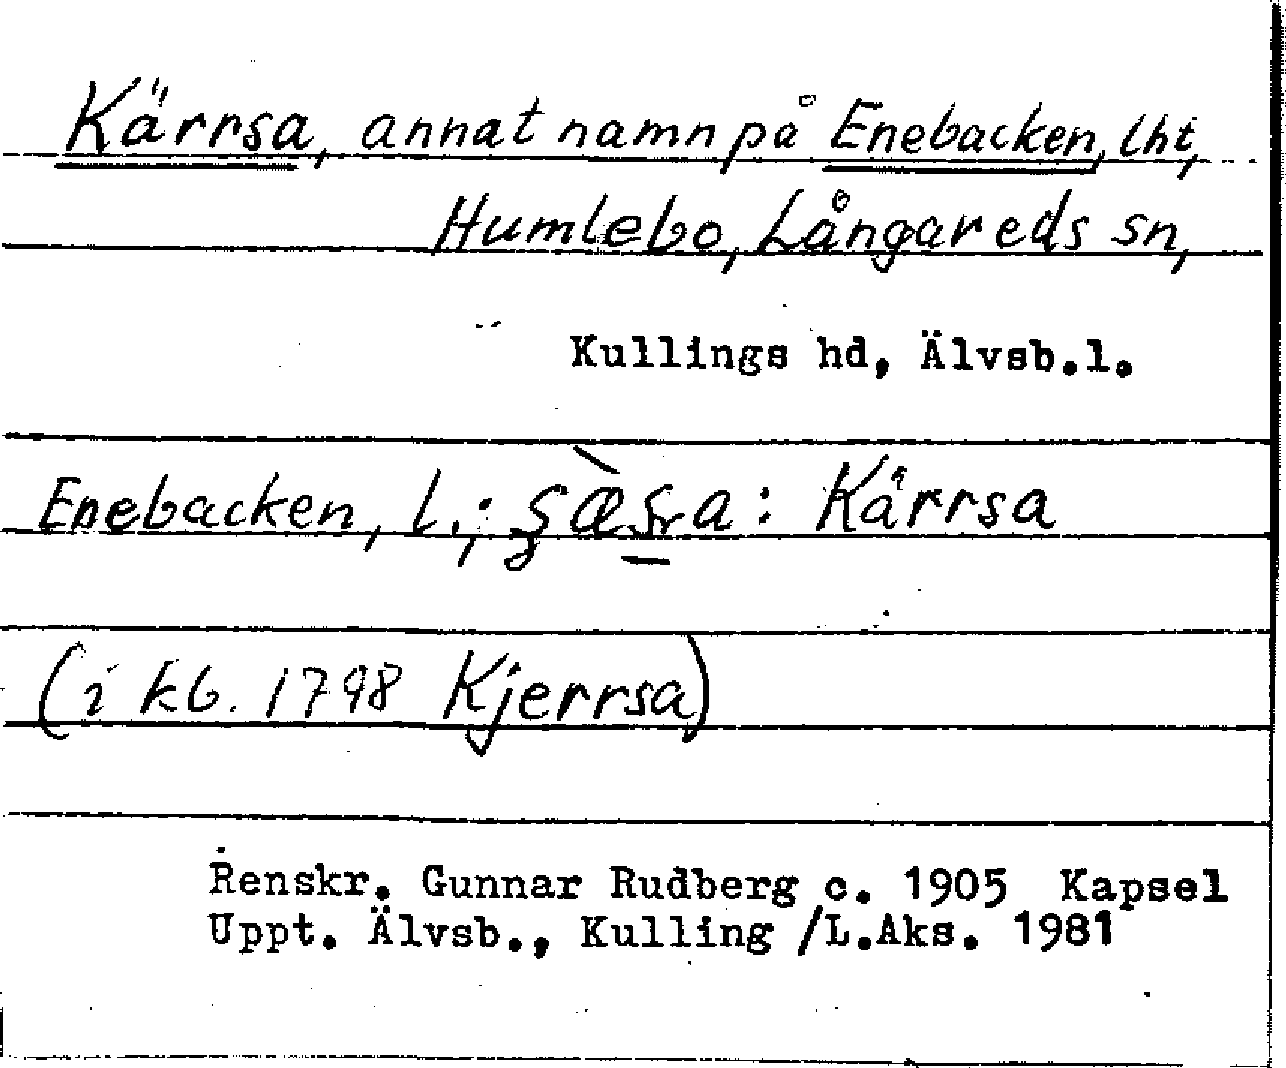 Kärrsa, annat namn på Enebacken, lht,
Humlebo, Långareds sn,
Kullings hd, Älvsb.l.
Enebacken, l.; : Kärrsa
(i kb. 1798 Kjerrsa)
Renskr. Gunnar Rudberg c. 1905 Kapsel
Uppt. Älvsb., Kulling /L.Aks. 1981